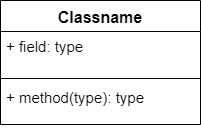 Classname
+ field: type
+ method(type): type